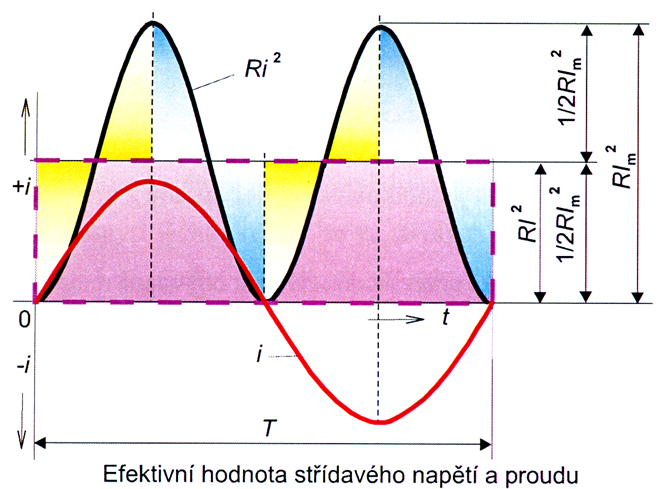 Ri²
1/2RIₘ²
RIₘ²
+i
RI²
1/2RIₘ²
0
t
-i
i
T
Efektivní hodnota střídavého napětí a proudu